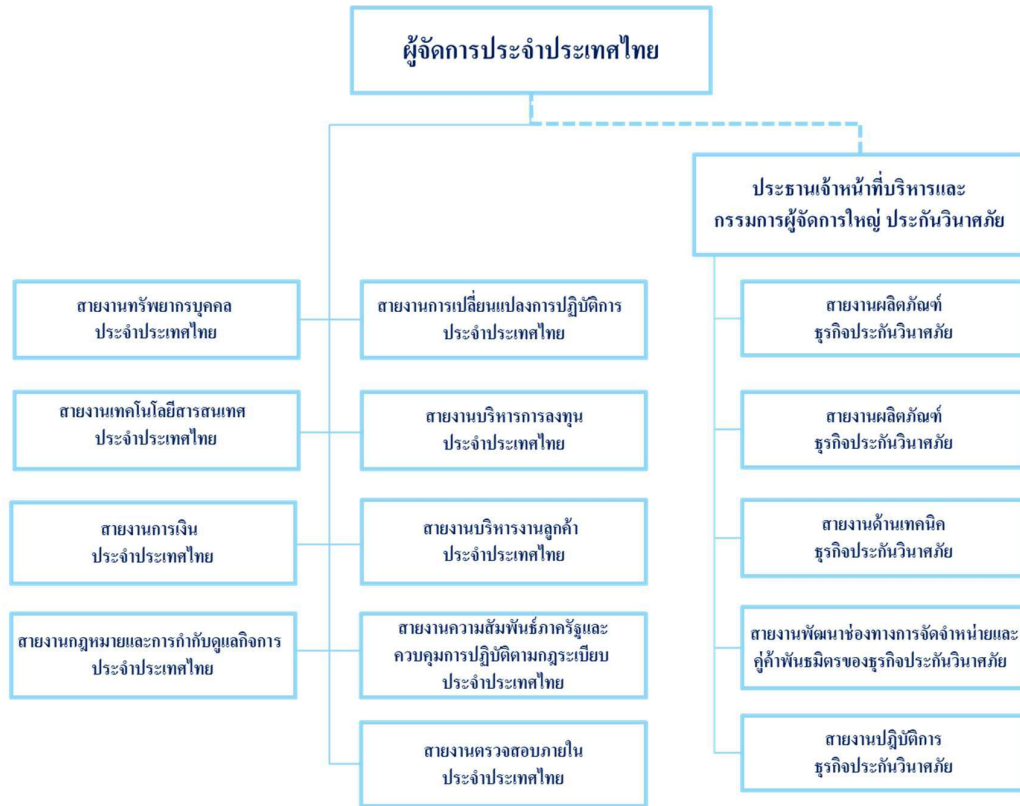 ผู้จัดการประจำประเทศไทย
ประธานเจ้าหน้าที่บริหารและ
กรรมการผู้จัดการใหญ่ ประกันวินาศภัย
สายงานทรัพยากรบุคคล
ประจำประเทศไทย
สายงานการเปลี่ยนแปลงการปฏิบัติการ
ประจำประเทศไทย
สายงานผลิตภัณฑ์
ธุรกิจประกันวินาศภัย
สายงานเทคโนโลยีสารสนเทศ
ประจำประเทศไทย
สายงานบริหารการลงทุน
ประจำประเทศไทย
สายงานผลิตภัณฑ์
ธุรกิจประกันวินาศภัย
สายงานการเงิน
ประจำประเทศไทย
สายงานบริหารงานลูกค้า
ประจำประเทศไทย
สายงานด้านเทคนิค
ธุรกิจประกันวินาศภัย
สายงานกฎหมายและการกำกับดูแลกิจการ
ประจำประเทศไทย
สายงานความสัมพันธ์ภาครัฐและ
ควบคุมการปฏิบัติตามกฎระเบียบ
ประจำประเทศไทย
สายงานพัฒนาช่องทางการจัดจำหน่ายและ
คู่ค้าพันธมิตรของธุรกิจประกันวินาศภัย
สายงานตรวจสอบภายใน
ประจำประเทศไทย
สายงานปฏิบัติการ
ธุรกิจประกันวินาศภัย